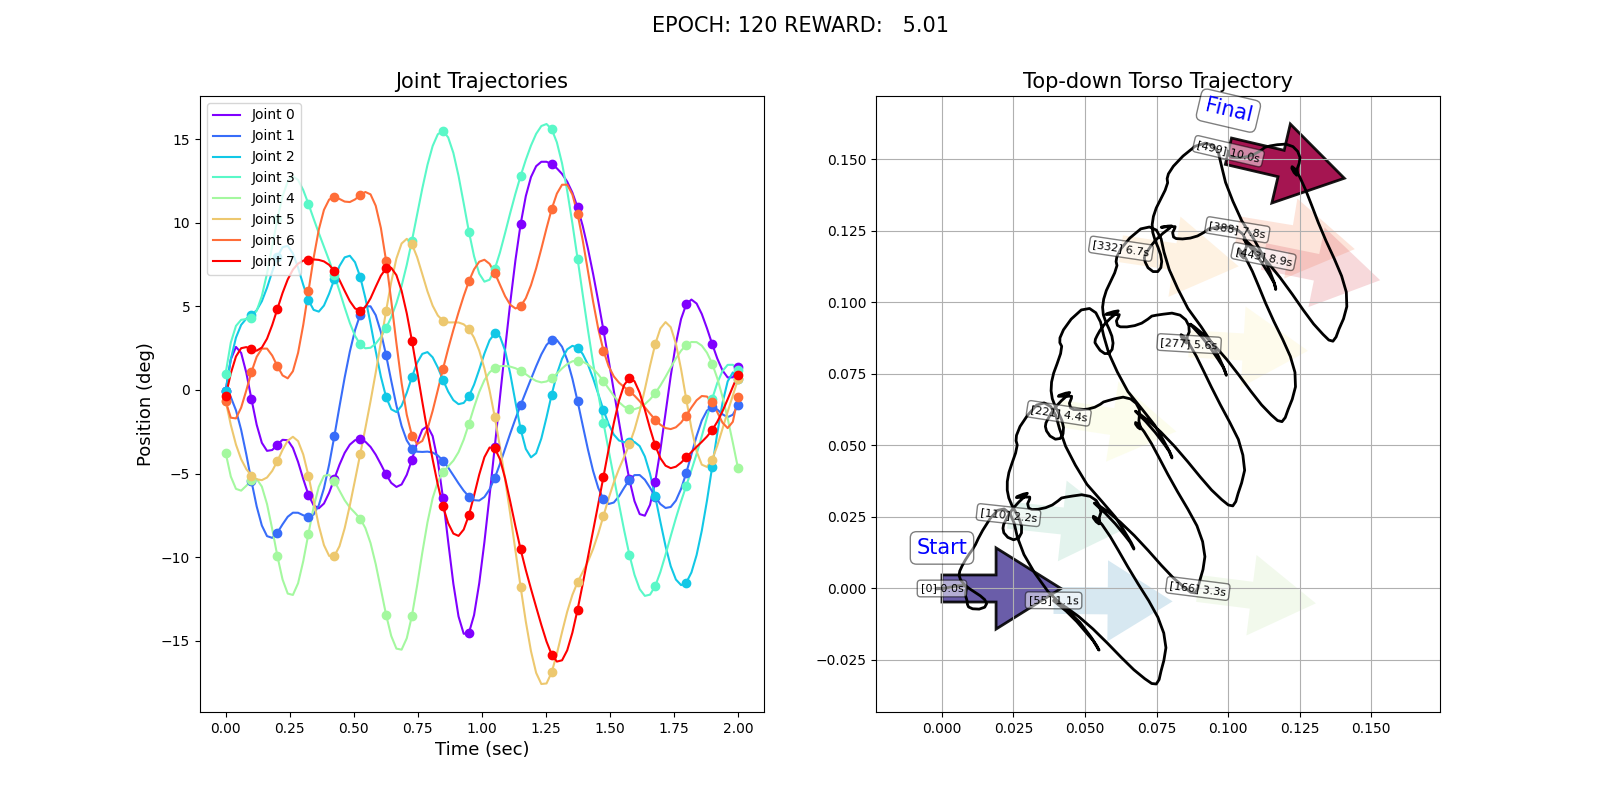 EPOCH: 120 REWARD:   5.01
Joint Trajectories
Joint 0
Joint 1
Joint 2
Joint 3
Joint 4
Joint 5
Joint 6
Joint 7
15
10
5
0
−5
−10
−15
Position (deg)
0.00 0.25 0.50 0.75 1.00 1.25 1.50 1.75 2.00
Time (sec)
Top-down Torso Trajectory
Final
[499] 10.0s
[388] 7.8s
[443] 8.9s
[332] 6.7s
[277] 5.6s
[221] 4.4s
[110] 2.2s
Start
[0] 0.0s
[55] 1.1s
[166] 3.3s
0.150
0.125
0.100
0.075
0.050
0.025
0.000
−0.025
0.000 0.025 0.050 0.075 0.100 0.125 0.150